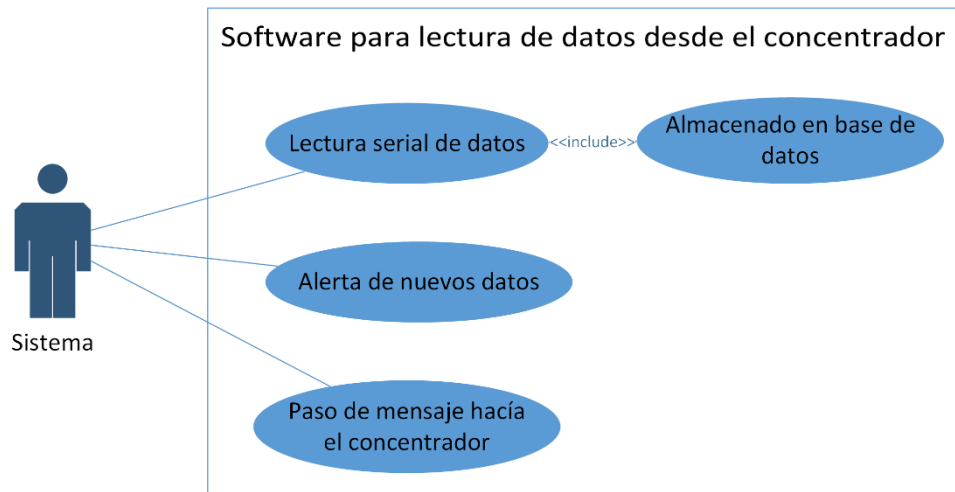 Software para lectura de datos desde el concentrador
Lectura serial de datos
<<include>>
Almacenado en base de
datos
Alerta de nuevos datos
Sistema
Paso de mensaje hacía
el concentrador